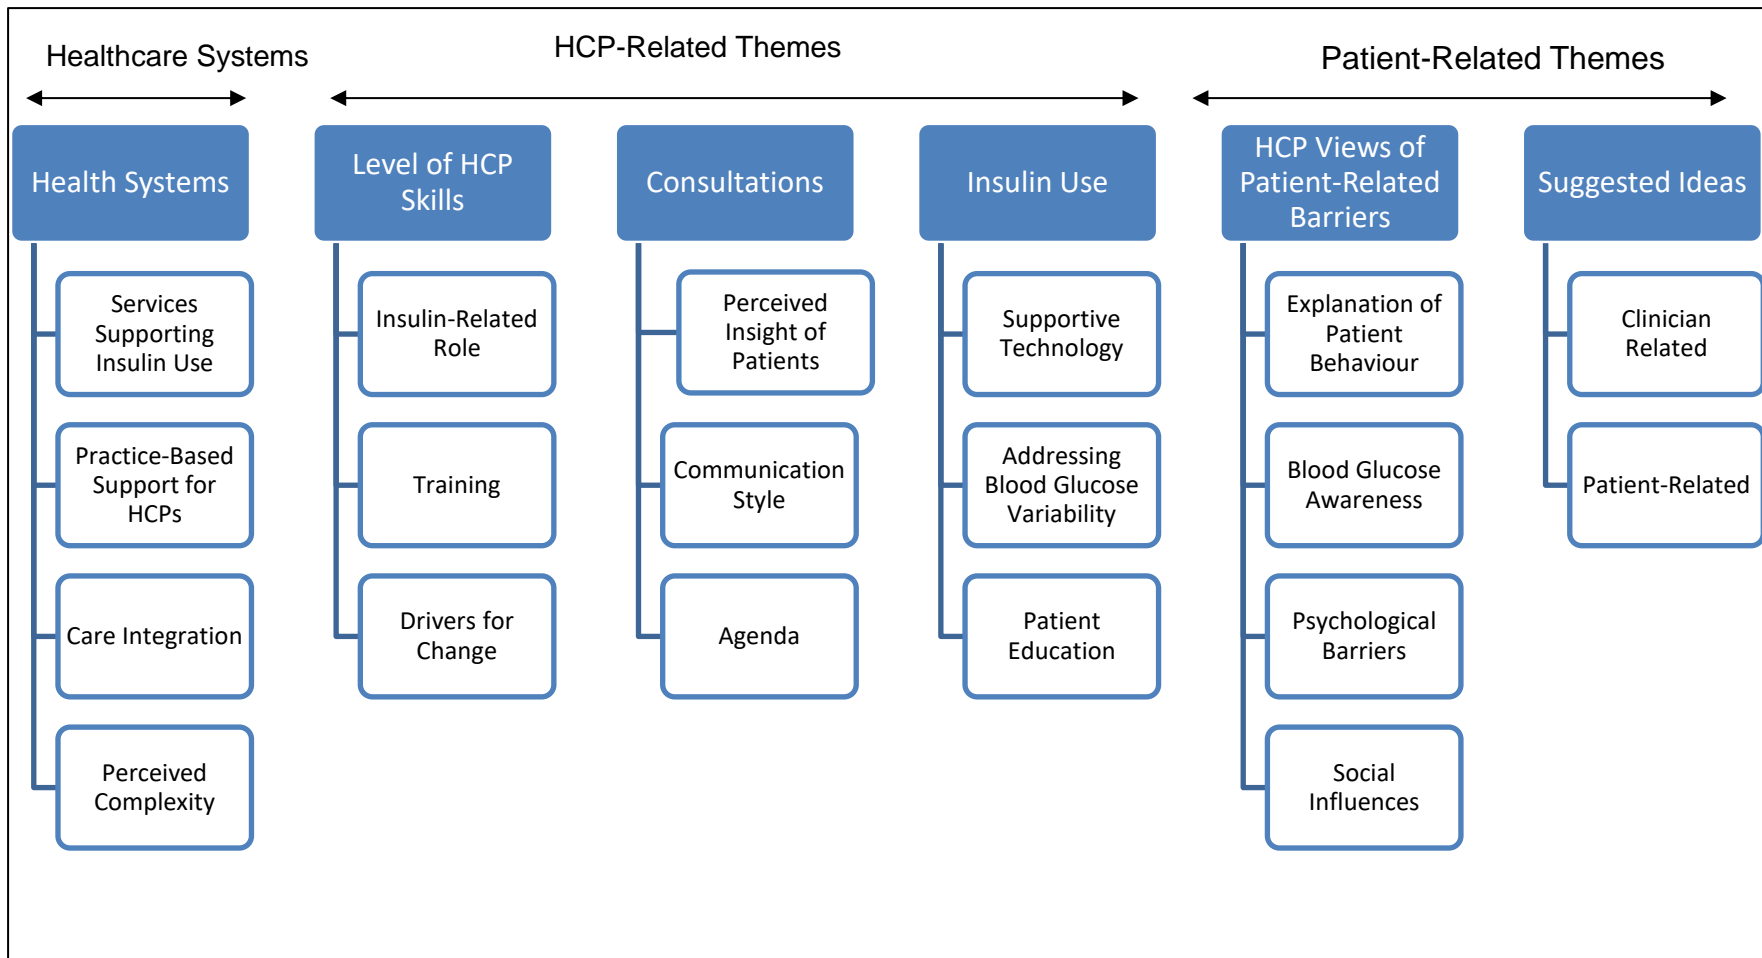 Healthcare Systems
HCP-Related Themes
Patient-Related Themes
Health Systems
Services
Supporting
Insulin Use
Practice-Based
Support for
HCPs
Care Integration
Perceived
Complexity
Level of HCP
Skills
Insulin-Related
Role
Training
Drivers for
Change
Consultations
Perceived
Insight of
Patients
Communication
Style
Agenda
Insulin Use
Supportive
Technology
Addressing
Blood Glucose
Variability
Patient
Education
HCP Views of
Patient-Related
Barriers
Explanation of
Patient
Behaviour
Blood Glucose
Awareness
Psychological
Barriers
Social
Influences
Suggested Ideas
Clinician
Related
Patient-Related